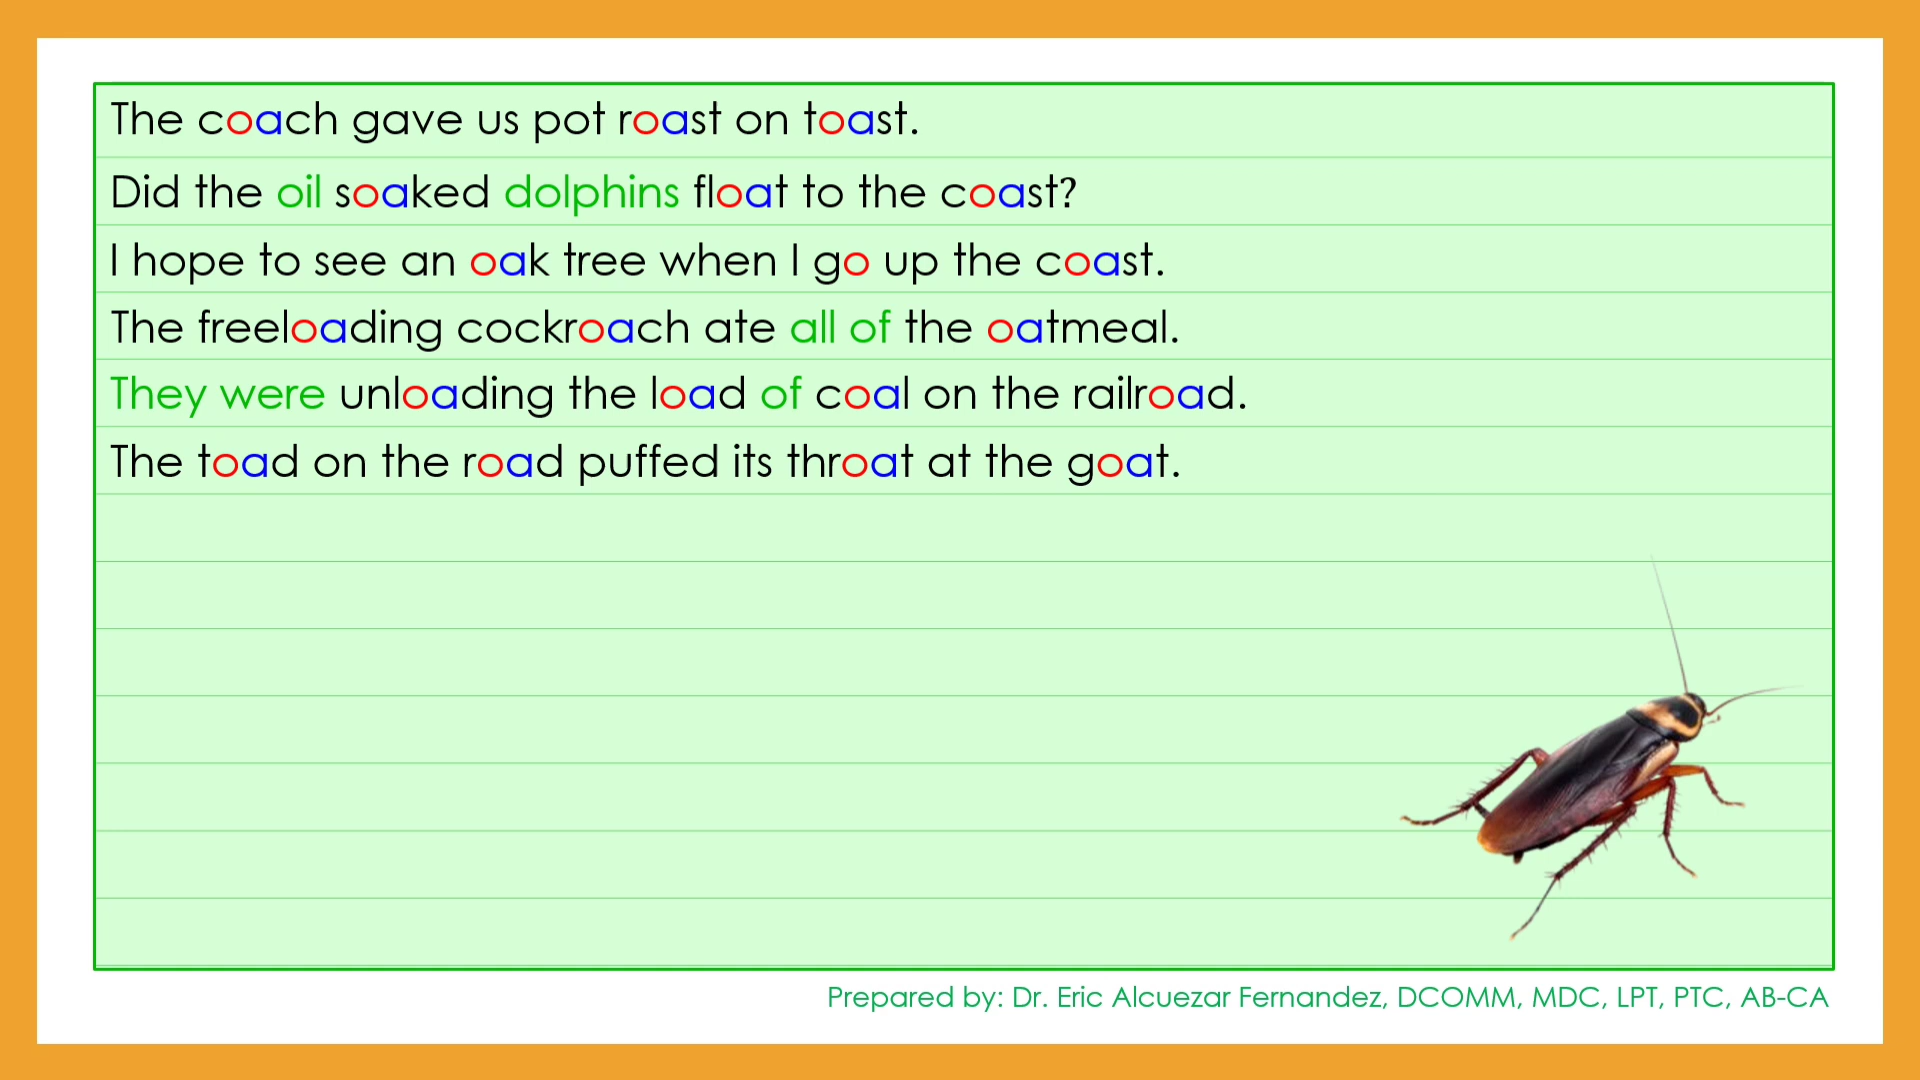 The coach gave us pot roast on toast.
Did the oil soaked dolphins float to the coast?
I hope to see an oak tree when I go up the coast.
The freeloading cockroach ate all of the oatmeal.
They were unloading the load of coal on the railroad.
The toad on the road puffed its throat at the goat.
Prepared by: Dr. Eric Alcuezar Fernandez, DCOMM, MDC, LPT, PTC, AB-CA